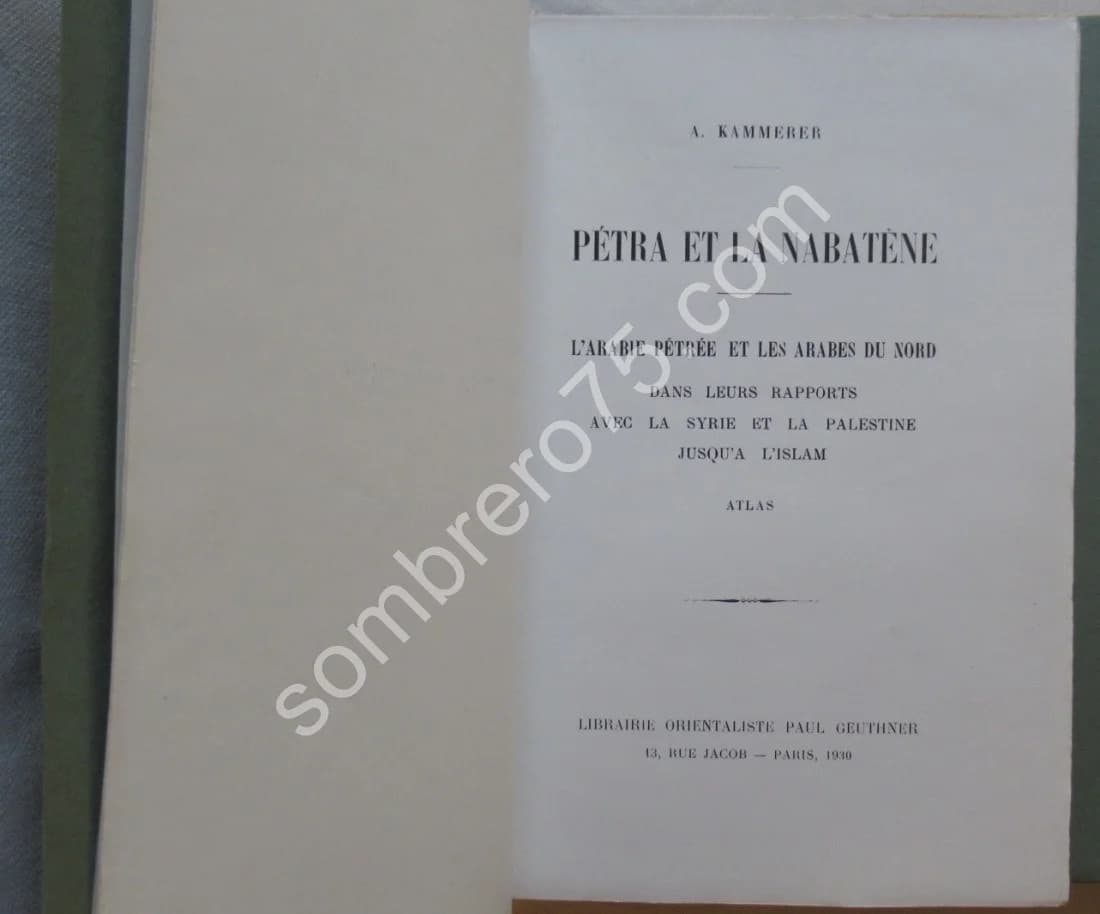 A. KAMMERER
PÉTRA ET LA NABATÈNE
L'ARABIE PÉTRÉE ET LES ARABES DU NORD
DANS LEURS RAPPORTS
AVEC LA SYRIE ET LA PALESTINE
JUSQU'A L'ISLAM
ATLAS
LIBRAIRIE ORIENTALISTE PAUL GEUTHNER
13, RUE JACOB — PARIS, 1930
sombrero75.com